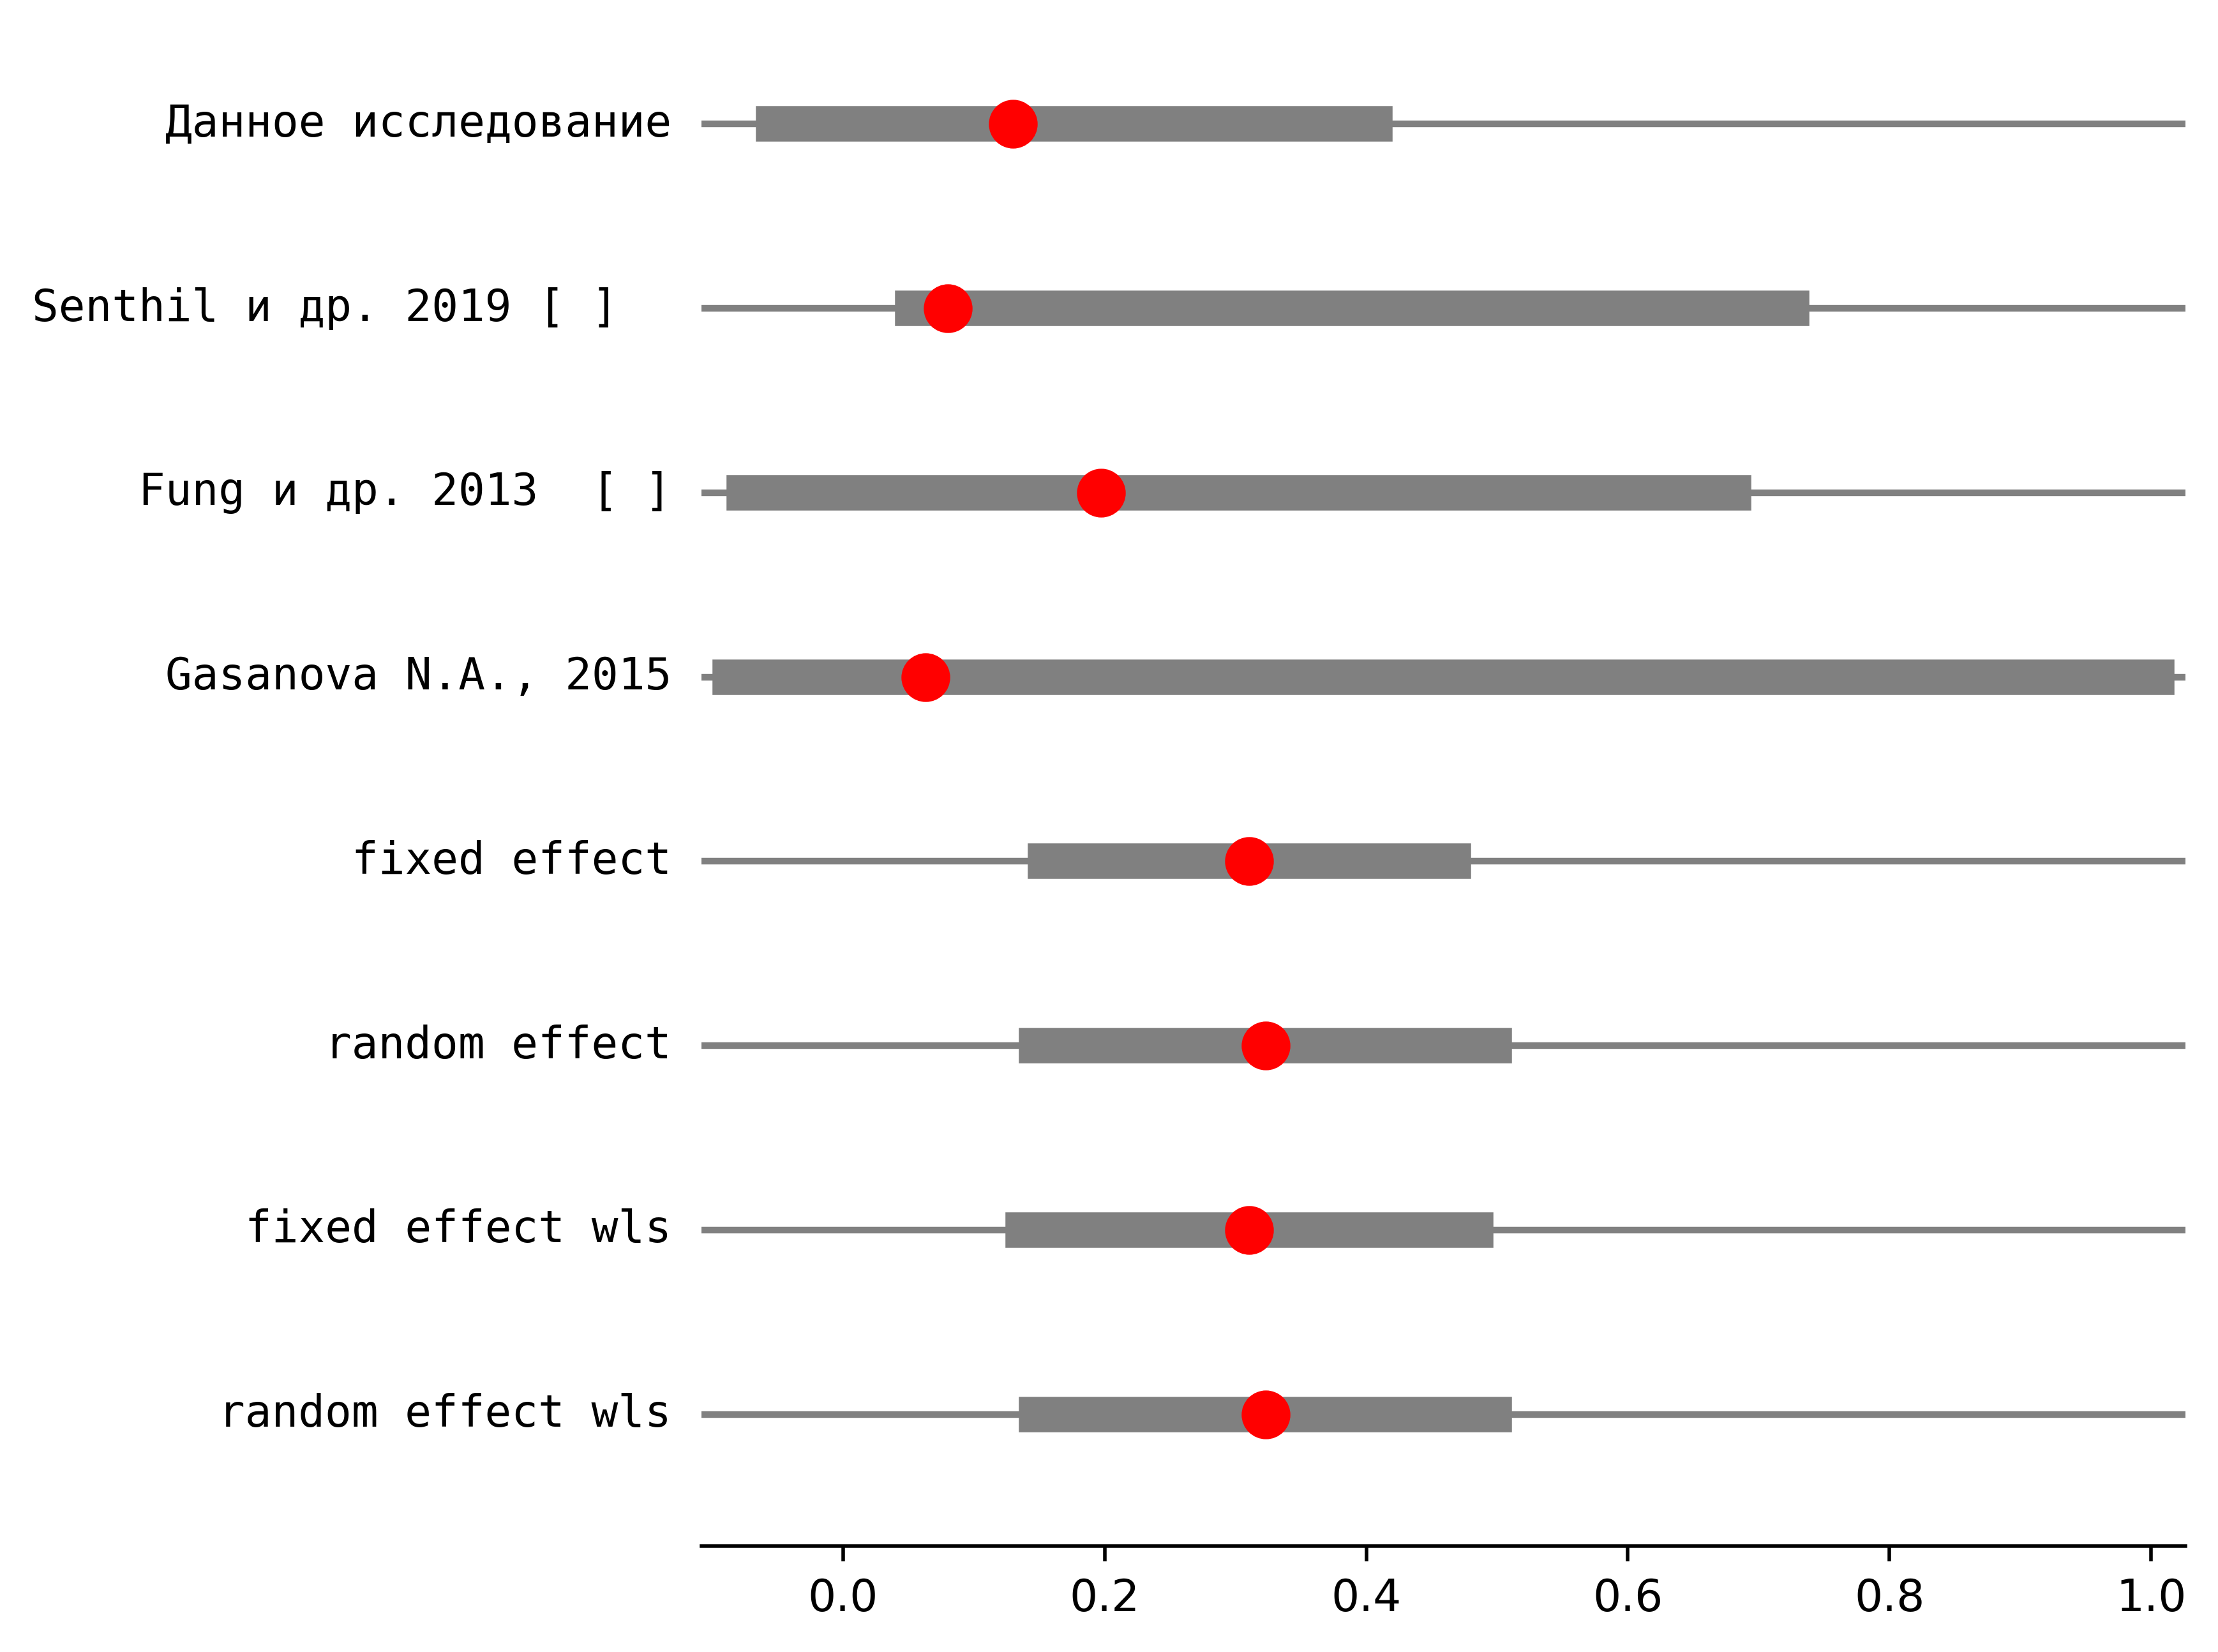 Данное исследование
Senthil и др. 2019 [ ]
Fung и др. 2013  [ ]
Gasanova N.A., 2015
fixed effect
random effect
fixed effect wls
random effect wls
0.0 0.2 0.4 0.6 0.8 1.0